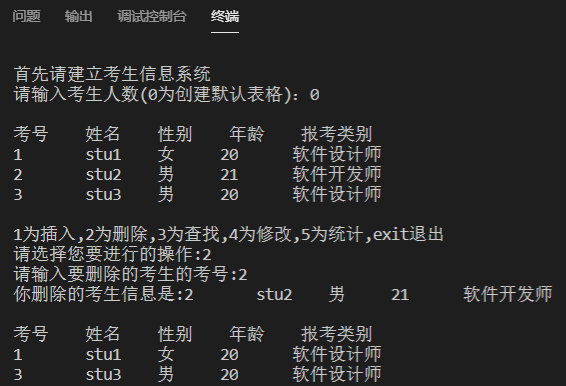 问题 输出 调试控制台 终端
首先请建立考生信息系统
请输入考生人数(0为创建默认表格): 0
考号 姓名 性别 年龄 报考类别
1 stu1 女 20 软件设计师
2 stu2 男 21 软件开发师
3 stu3 男 20 软件设计师
1为插入,2为删除,3为查找,4为修改,5为统计,exit退出
请选择您要进行的操作:2
请输入要删除的考生的考号:2
你删除的考生信息是:2 stu2 男 21 软件开发师
考号 姓名 性别 年龄 报考类别
1 stu1 女 20 软件设计师
3 stu3 男 20 软件设计师